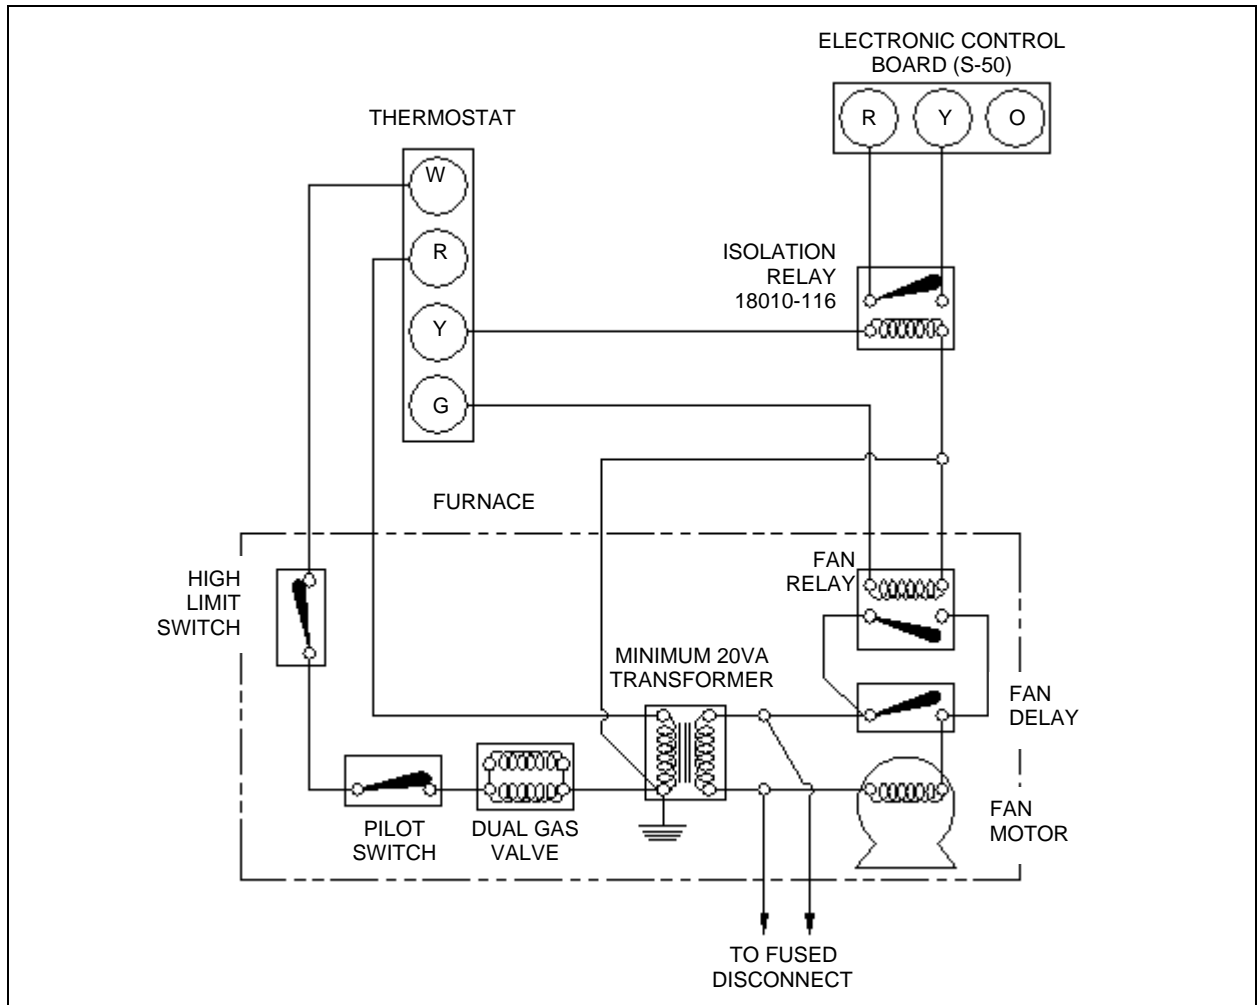 ELECTRONIC CONTROL
BOARD (S-50)
R
Y
O
THERMOSTAT
W
R
Y
G
ISOLATION
RELAY
18010-116
FURNACE
HIGH
LIMIT
SWITCH
FAN
RELAY
MINIMUM 20VA
TRANSFORMER
FAN
DELAY
PILOT
SWITCH
DUAL GAS
VALVE
FAN
MOTOR
TO FUSED
DISCONNECT